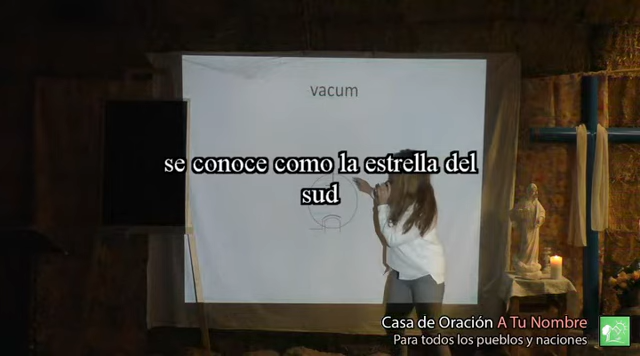 vacum
se conoce como la estrella del
sud
Casa de Oración A Tu Nombre
Para todos los pueblos y naciones